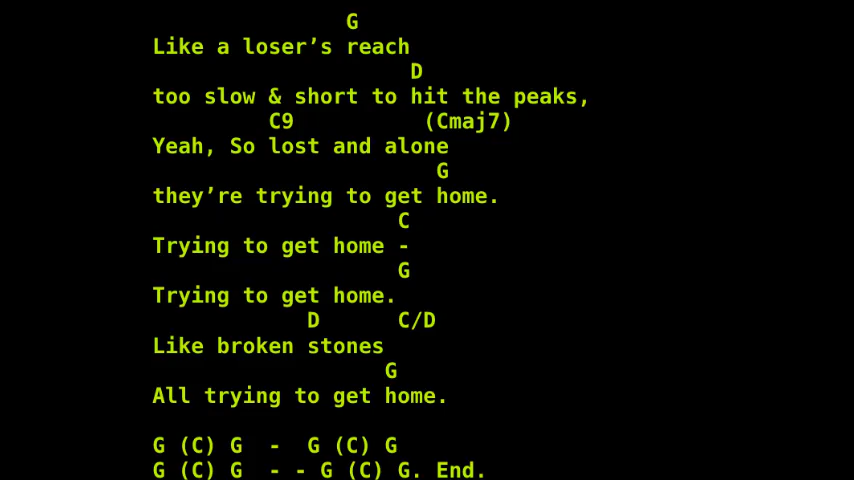 G
Like a loser’s reach
D
too slow & short to hit the peaks,
C9 (Cmaj7)
Yeah, So lost and alone
G
they’re trying to get home.
C
Trying to get home -
G
Trying to get home.
D C/D
Like broken stones
G
All trying to get home.
G (C) G - G (C) G
G (C) G - - G (C) G. End.